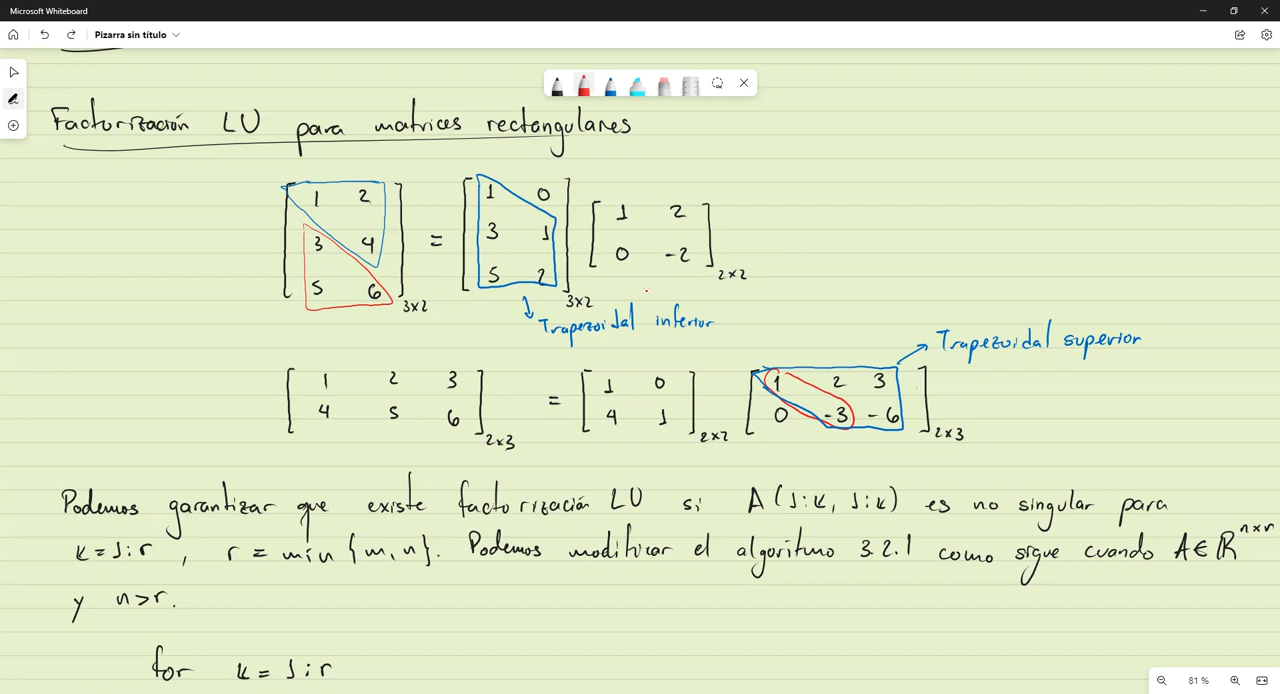 Microsoft Whiteboard
Pizarra sin título
Factorización LU para matrices rectangulares
1 2
3 4
5 6
3x2
=
1 0
3 1
5 2
3x2
1 2
0 -2
2x2
Trapezoidal inferior
Trapezoidal superior
1 2 3
4 5 6
2x3
=
1 0
4 1
2x2
1 2 3
0 -3 -6
2x3
Podemos garantizar que existe factorización LU si A(1:k, 1:k) es no singular para
k=1:r, r = min {m,n}. Podemos modificar el algoritmo 3.2.1 como sigue cuando A∈ℝ^{n×r}
y n>r.
for k=1:r
81 %